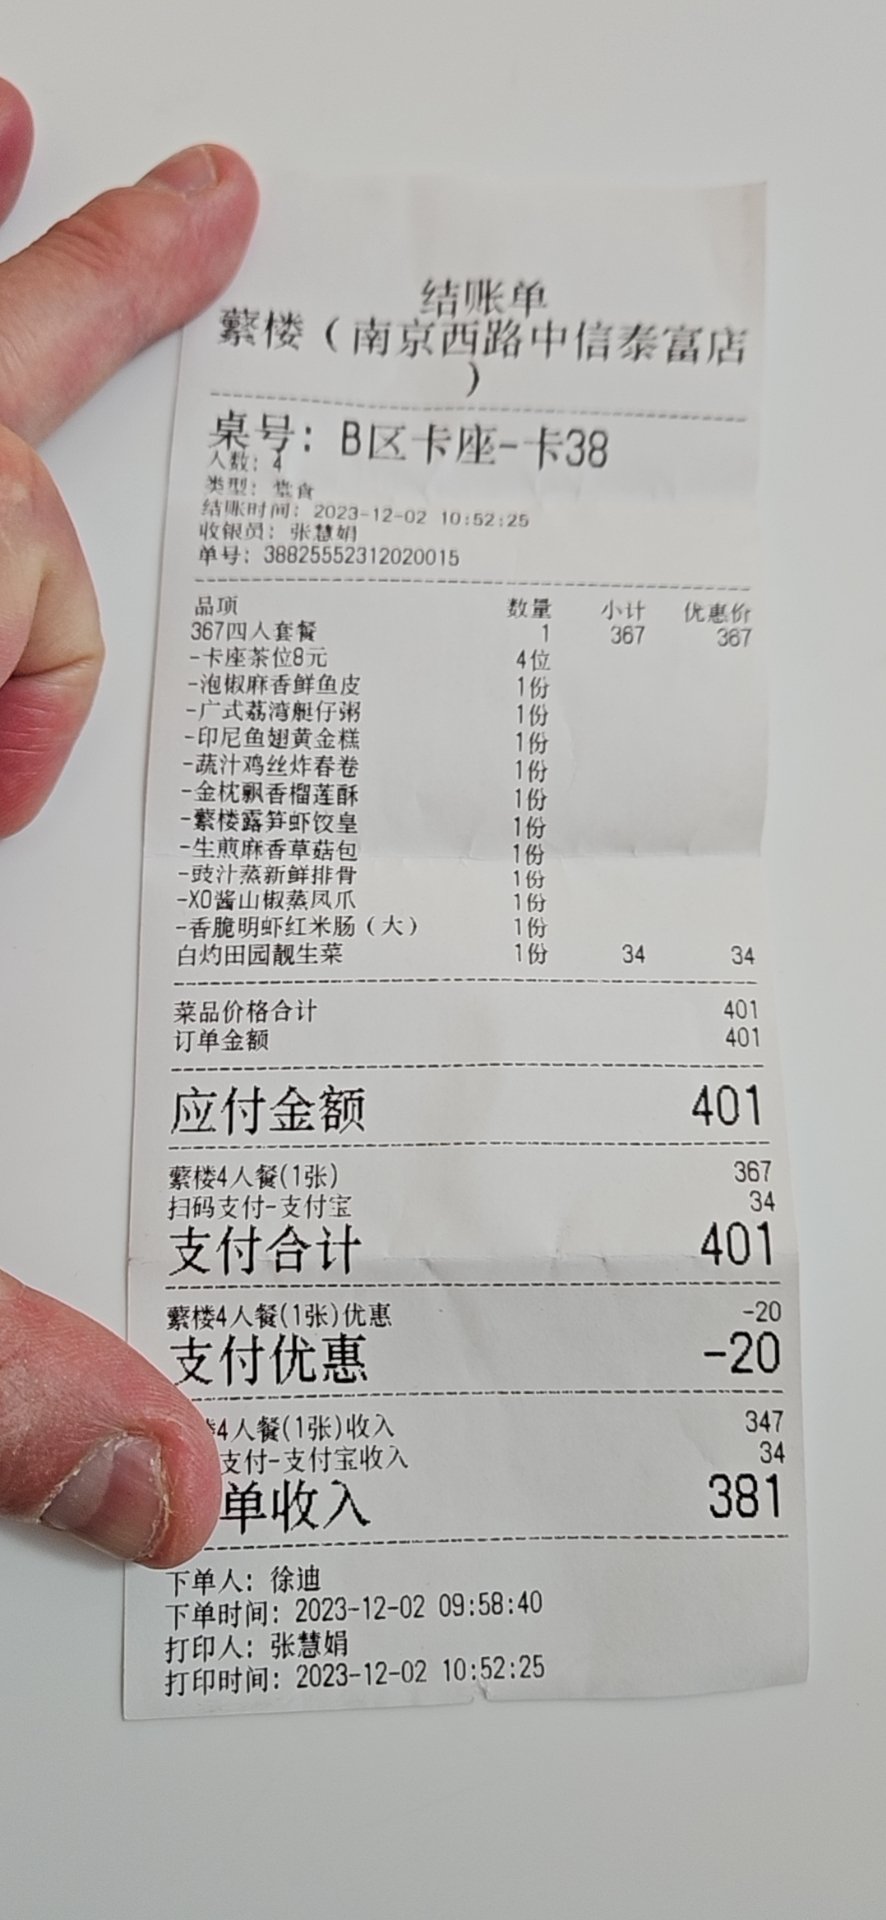 结账单
蘩楼（南京西路中信泰富店
）
桌号：B区卡座-卡38
人数：4
类型：堂食
结账时间：2023-12-02 10:52:25
收银员：张慧娟
单号：38825552312020015
品项 数量 小计 优惠价
367四人套餐 1 367 367
-卡座茶位8元 4位
-泡椒麻香鲜鱼皮 1份
-广式荔湾艇仔粥 1份
-印尼鱼翅黄金糕 1份
-蔬汁鸡丝炸春卷 1份
-金枕飘香榴莲酥 1份
-蘩楼露笋虾饺皇 1份
-生煎麻香草菇包 1份
-豉汁蒸新鲜排骨 1份
-XO酱山椒蒸凤爪 1份
-香脆明虾红米肠（大） 1份
白灼田园靓生菜 1份 34 34
菜品价格合计 401
订单金额 401
应付金额 401
蘩楼4人餐(1张) 367
扫码支付-支付宝 34
支付合计 401
蘩楼4人餐(1张)优惠 -20
支付优惠 -20
4人餐(1张)收入 347
支付-支付宝收入 34
单收入 381
下单人：徐迪
下单时间：2023-12-02 09:58:40
打印人：张慧娟
打印时间：2023-12-02 10:52:25